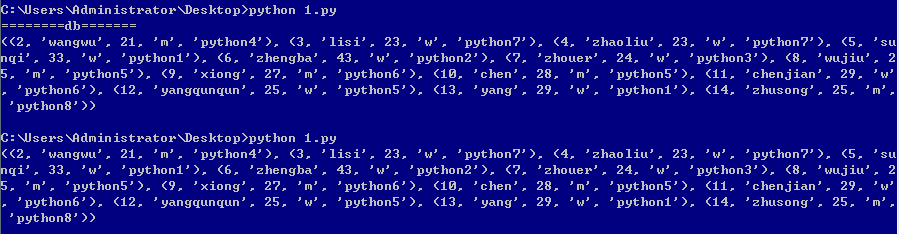 C:\Users\Administrator\Desktop>python 1.py
========db=======
((2, 'wangwu', 21, 'm', 'python4'), (3, 'lisi', 23, 'w', 'python7'), (4, 'zhaoliu', 23, 'w', 'python7'), (5, 'su
nqi', 33, 'w', 'python1'), (6, 'zhengba', 43, 'w', 'python2'), (7, 'zhouer', 24, 'w', 'python3'), (8, 'wujiu', 2
5, 'm', 'python5'), (9, 'xiong', 27, 'm', 'python6'), (10, 'chen', 28, 'm', 'python5'), (11, 'chenjian', 29, 'w'
, 'python6'), (12, 'yangqunqun', 25, 'w', 'python5'), (13, 'yang', 29, 'w', 'python1'), (14, 'zhusong', 25, 'm',
 'python8'))
C:\Users\Administrator\Desktop>python 1.py
((2, 'wangwu', 21, 'm', 'python4'), (3, 'lisi', 23, 'w', 'python7'), (4, 'zhaoliu', 23, 'w', 'python7'), (5, 'su
nqi', 33, 'w', 'python1'), (6, 'zhengba', 43, 'w', 'python2'), (7, 'zhouer', 24, 'w', 'python3'), (8, 'wujiu', 2
5, 'm', 'python5'), (9, 'xiong', 27, 'm', 'python6'), (10, 'chen', 28, 'm', 'python5'), (11, 'chenjian', 29, 'w'
, 'python6'), (12, 'yangqunqun', 25, 'w', 'python5'), (13, 'yang', 29, 'w', 'python1'), (14, 'zhusong', 25, 'm',
 'python8'))